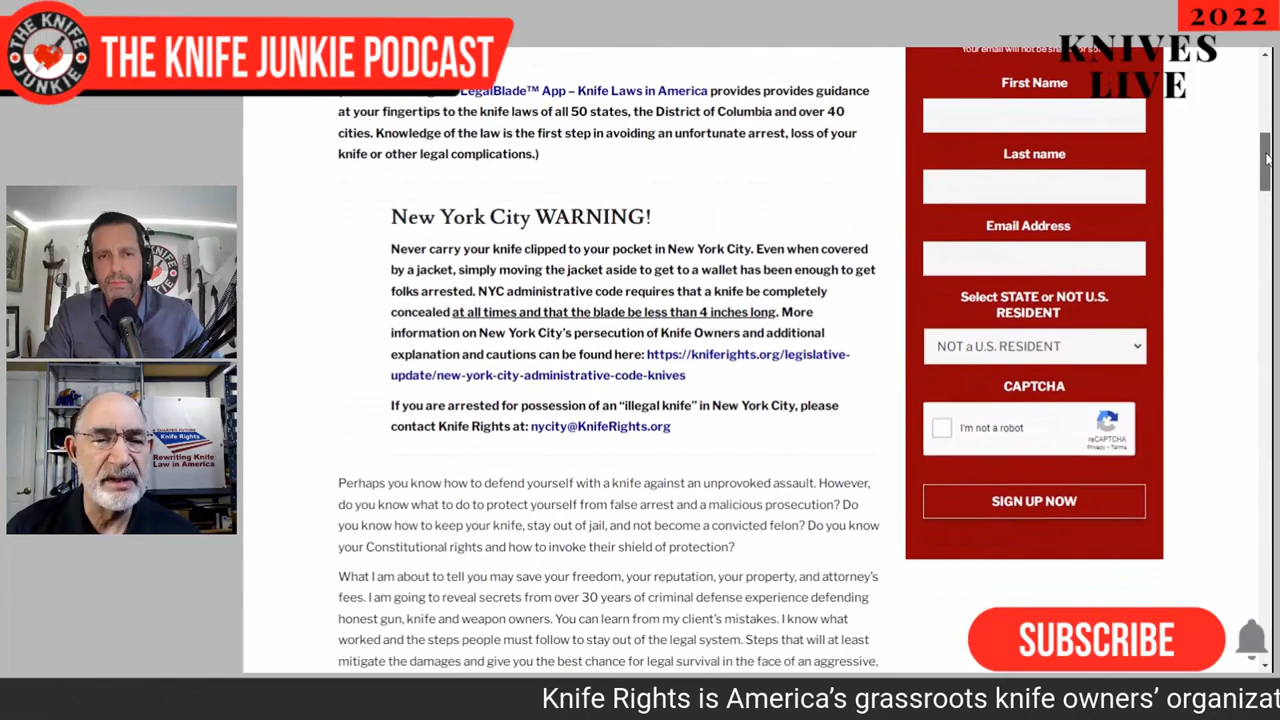 THE KNIFE JUNKIE
THE KNIFE JUNKIE PODCAST
2022
KNIVES
LIVE
LegalBlade™ App – Knife Laws in America provides provides guidance
at your fingertips to the knife laws of all 50 states, the District of Columbia and over 40
cities. Knowledge of the law is the first step in avoiding an unfortunate arrest, loss of your
knife or other legal complications.)
New York City WARNING!
Never carry your knife clipped to your pocket in New York City. Even when covered
by a jacket, simply moving the jacket aside to get to a wallet has been enough to get
folks arrested. NYC administrative code requires that a knife be completely
concealed at all times and that the blade be less than 4 inches long. More
information on New York City's persecution of Knife Owners and additional
explanation and cautions can be found here: https://kniferights.org/legislative-
update/new-york-city-administrative-code-knives
If you are arrested for possession of an “illegal knife” in New York City, please
contact Knife Rights at: nycity@KnifeRights.org
Perhaps you know how to defend yourself with a knife against an unprovoked assault. However,
do you know what to do to protect yourself from false arrest and a malicious prosecution? Do
you know how to keep your knife, stay out of jail, and not become a convicted felon? Do you know
your Constitutional rights and how to invoke their shield of protection?
What I am about to tell you may save your freedom, your reputation, your property, and attorney's
fees. I am going to reveal secrets from over 30 years of criminal defense experience defending
honest gun, knife and weapon owners. You can learn from my client's mistakes. I know what
worked and the steps people must follow to stay out of the legal system. Steps that will at least
mitigate the damages and give you the best chance for legal survival in the face of an aggressive,
Your email will not be
First Name
Last name
Email Address
Select STATE or NOT U.S.
RESIDENT
NOT a U.S. RESIDENT
CAPTCHA
I'm not a robot
reCAPTCHA
Privacy - Terms
SIGN UP NOW
KNIFE
JUNKIE
A SHARPER FUTURE
Knife Rights
Rewriting Knife
Law in America
SUBSCRIBE
Knife Rights is America's grassroots knife owners' organizat